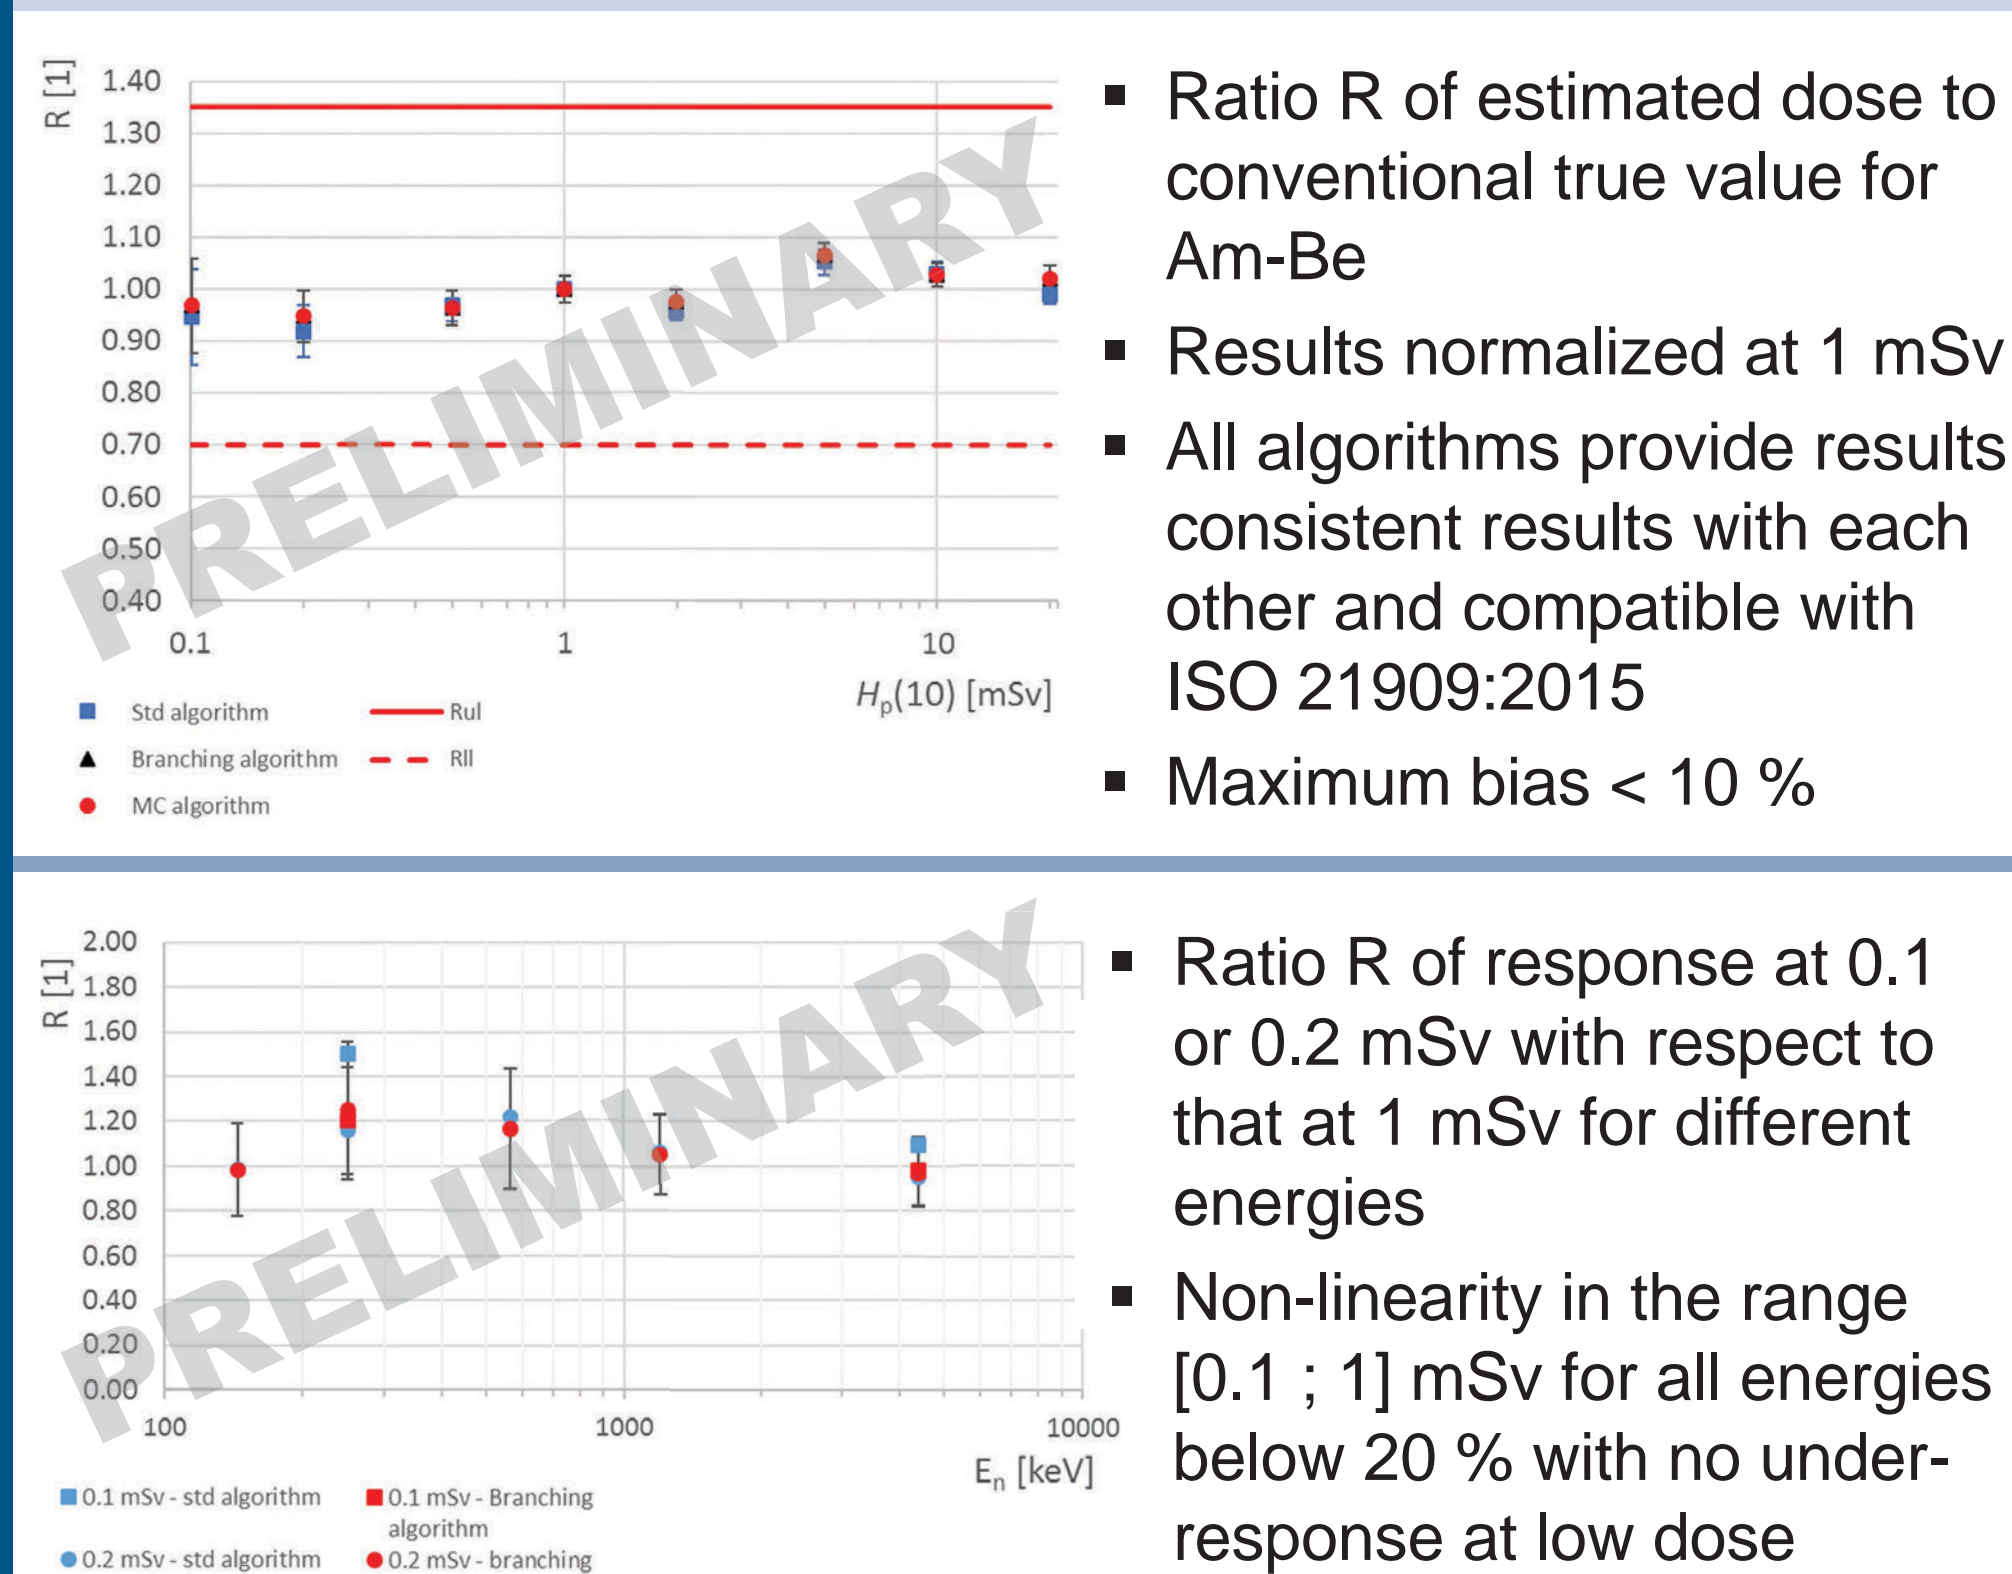 R [1]
1.40
1.30
1.20
1.10
1.00
0.90
0.80
0.70
0.60
0.50
0.40
0.1
1
10
Hp(10) [mSv]
PRELIMINARY
Std algorithm
Rul
Branching algorithm
Rll
MC algorithm
▪ Ratio R of estimated dose to
conventional true value for
Am-Be
▪ Results normalized at 1 mSv
▪ All algorithms provide results
consistent results with each
other and compatible with
ISO 21909:2015
▪ Maximum bias < 10 %
R [1]
2.00
1.80
1.60
1.40
1.20
1.00
0.80
0.60
0.40
0.20
0.00
100
1000
10000
En [keV]
PRELIMINARY
0.1 mSv - std algorithm
0.1 mSv - Branching
algorithm
0.2 mSv - std algorithm
0.2 mSv - branching
▪ Ratio R of response at 0.1
or 0.2 mSv with respect to
that at 1 mSv for different
energies
▪ Non-linearity in the range
[0.1 ; 1] mSv for all energies
below 20 % with no under-
response at low dose